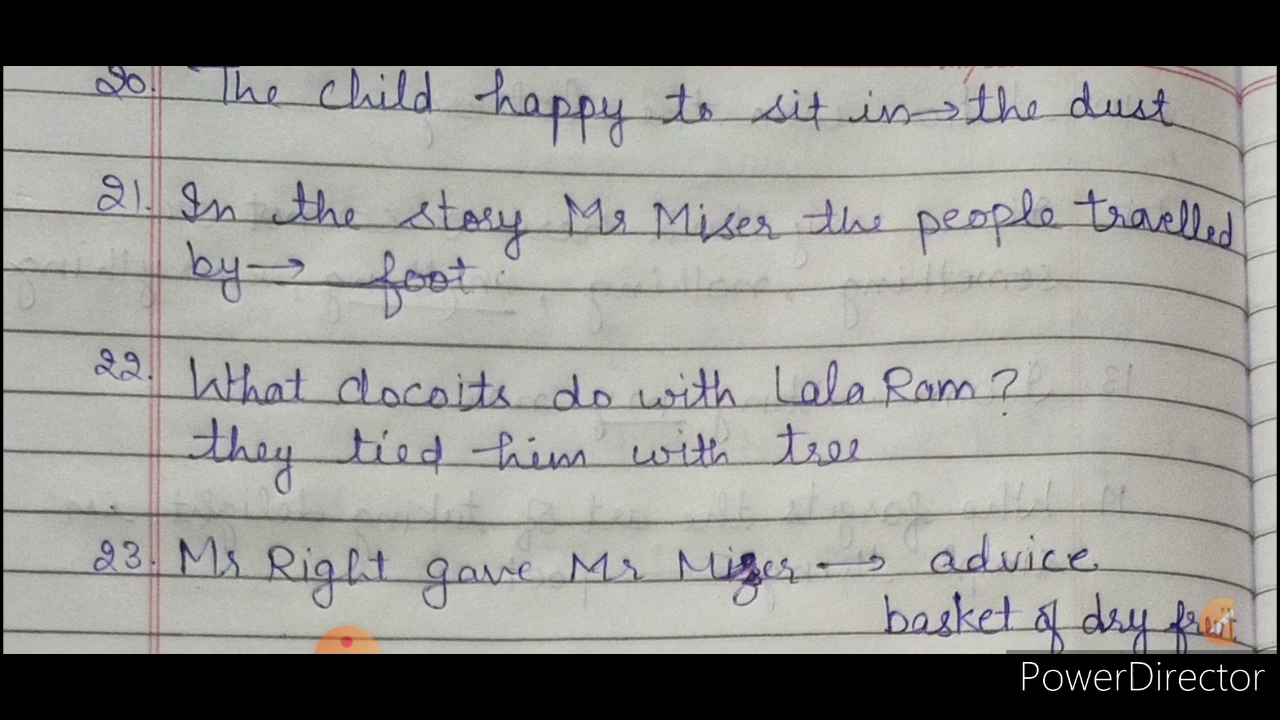 20. The child happy to sit in → the dust
21. In the story Mr Miser the people travelled
by → foot
22. What docoits do with Lala Ram?
they tied him with tree
23. Mr Right gave Mr Mizer → advice
basket of dry fruit
PowerDirector